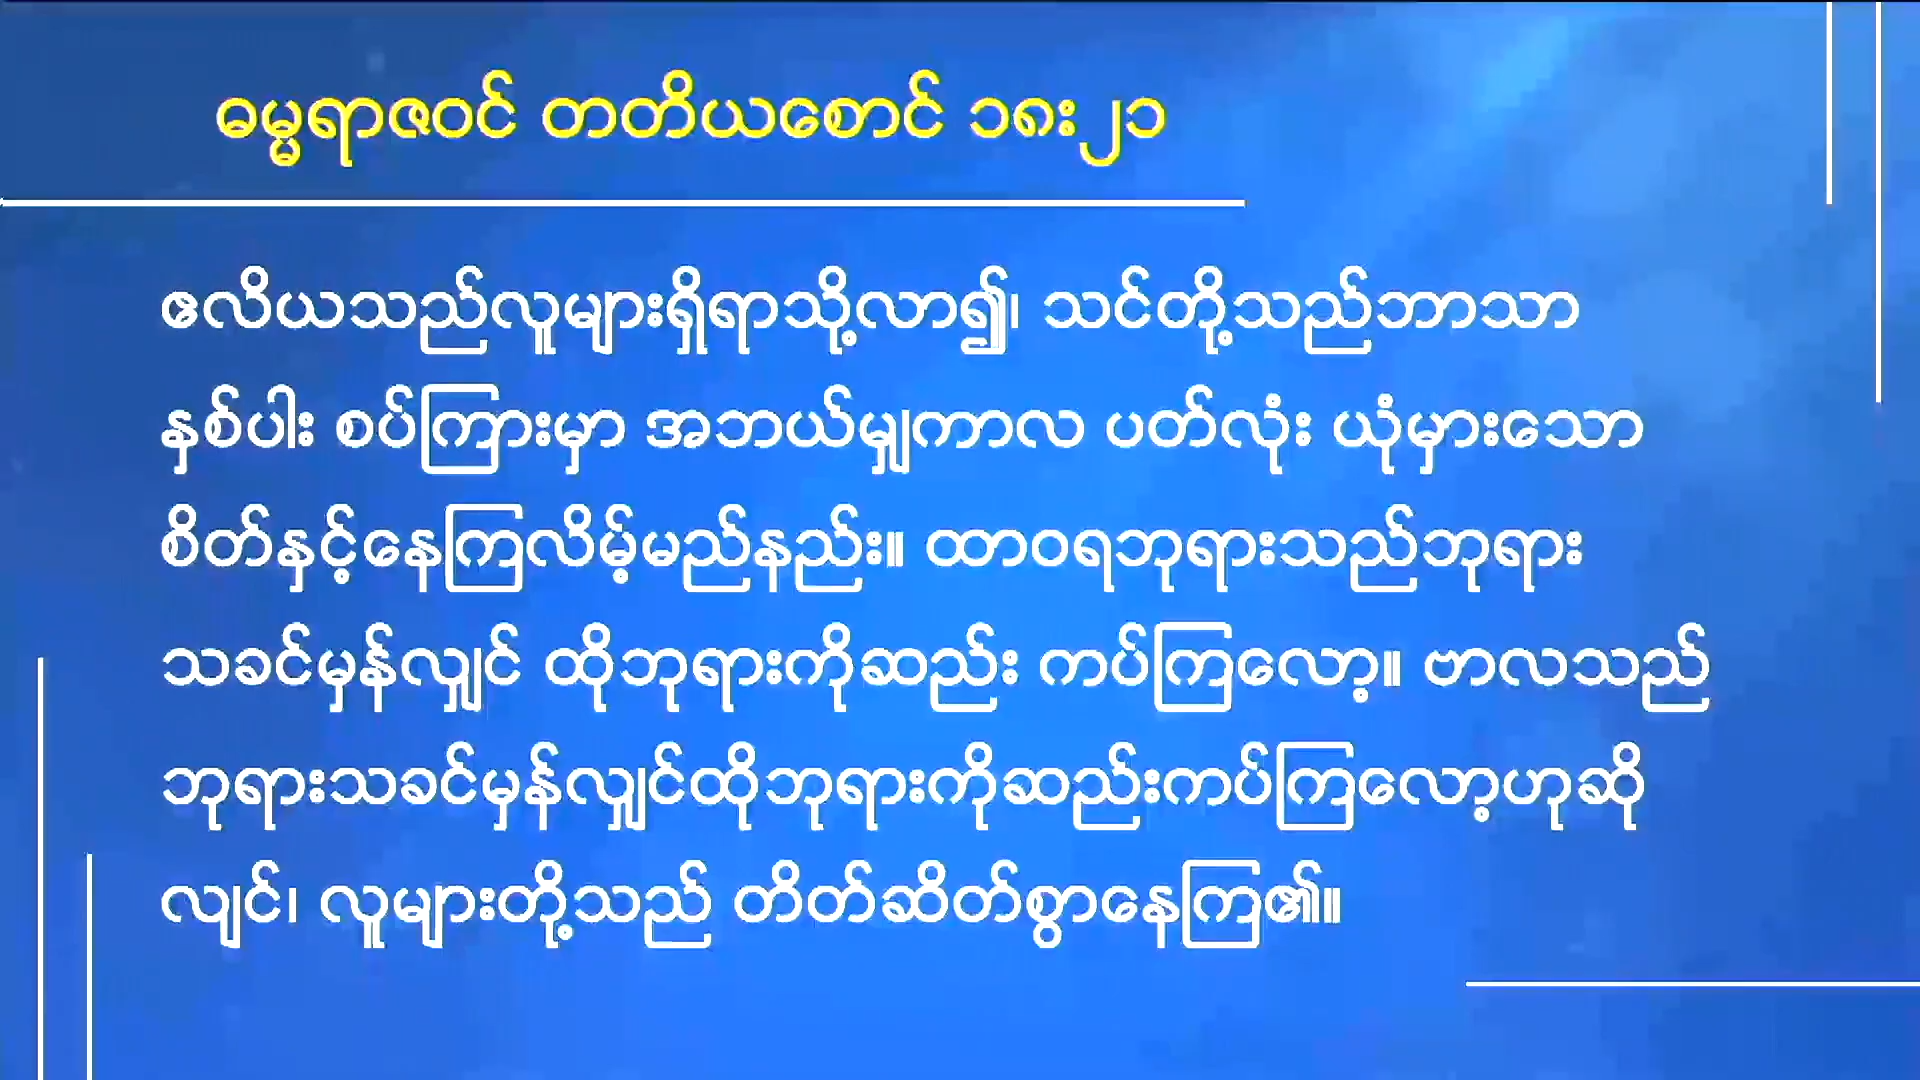 ဓမ္မရာဇဝင် တတိယစောင် ၁၈း၂၁
ဧလိယသည်လူများရှိရာသို့လာ၍၊ သင်တို့သည်ဘာသာ
နှစ်ပါး စပ်ကြားမှာ အဘယ်မျှကာလ ပတ်လုံး ယုံမှားသော
စိတ်နှင့်နေကြလိမ့်မည်နည်း။ ထာဝရဘုရားသည်ဘုရား
သခင်မှန်လျှင် ထိုဘုရားကိုဆည်း ကပ်ကြလော့။ ဗာလသည်
ဘုရားသခင်မှန်လျှင်ထိုဘုရားကိုဆည်းကပ်ကြလော့ဟုဆို
လျင်၊ လူများတို့သည် တိတ်ဆိတ်စွာနေကြ၏။